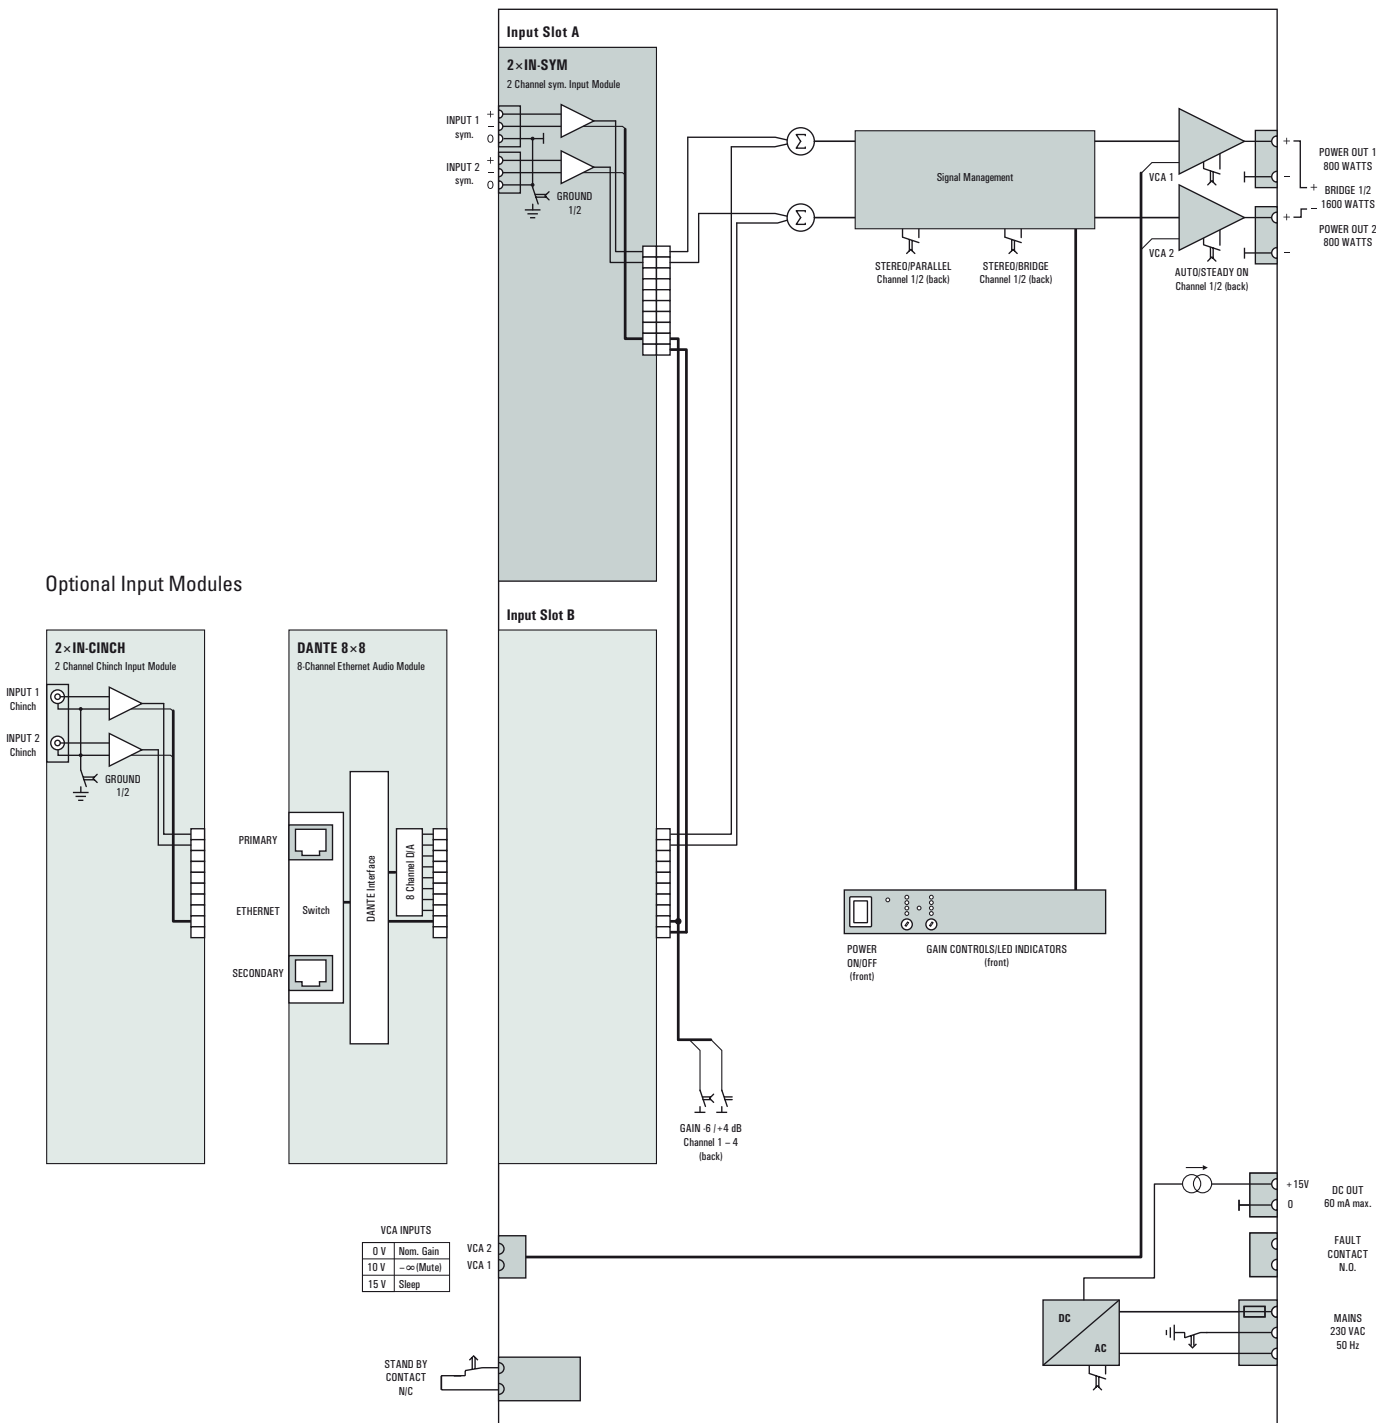 Input Slot A
2×IN-SYM
2 Channel sym. Input Module
INPUT 1
sym.
+
−
0
INPUT 2
sym.
+
−
0
GROUND
1/2
Σ
Σ
Signal Management
STEREO/PARALLEL
Channel 1/2 (back)
STEREO/BRIDGE
Channel 1/2 (back)
VCA 1
VCA 2
AUTO/STEADY ON
Channel 1/2 (back)
+
−
+
−
POWER OUT 1
800 WATTS
+ BRIDGE 1/2
− 1600 WATTS
POWER OUT 2
800 WATTS
Optional Input Modules
2×IN-CINCH
2 Channel Chinch Input Module
INPUT 1
Chinch
INPUT 2
Chinch
GROUND
1/2
DANTE 8×8
8-Channel Ethernet Audio Module
PRIMARY
ETHERNET
SECONDARY
Switch
DANTE Interface
8 Channel D/A
Input Slot B
POWER
ON/OFF
(front)
GAIN CONTROLS/LED INDICATORS
(front)
GAIN -6 /+4 dB
Channel 1 – 4
(back)
VCA INPUTS
0 V Nom. Gain
10 V −∞(Mute)
15 V Sleep
VCA 2
VCA 1
STAND BY
CONTACT
N/C
+15V
0
DC OUT
60 mA max.
FAULT
CONTACT
N.O.
DC
AC
MAINS
230 VAC
50 Hz